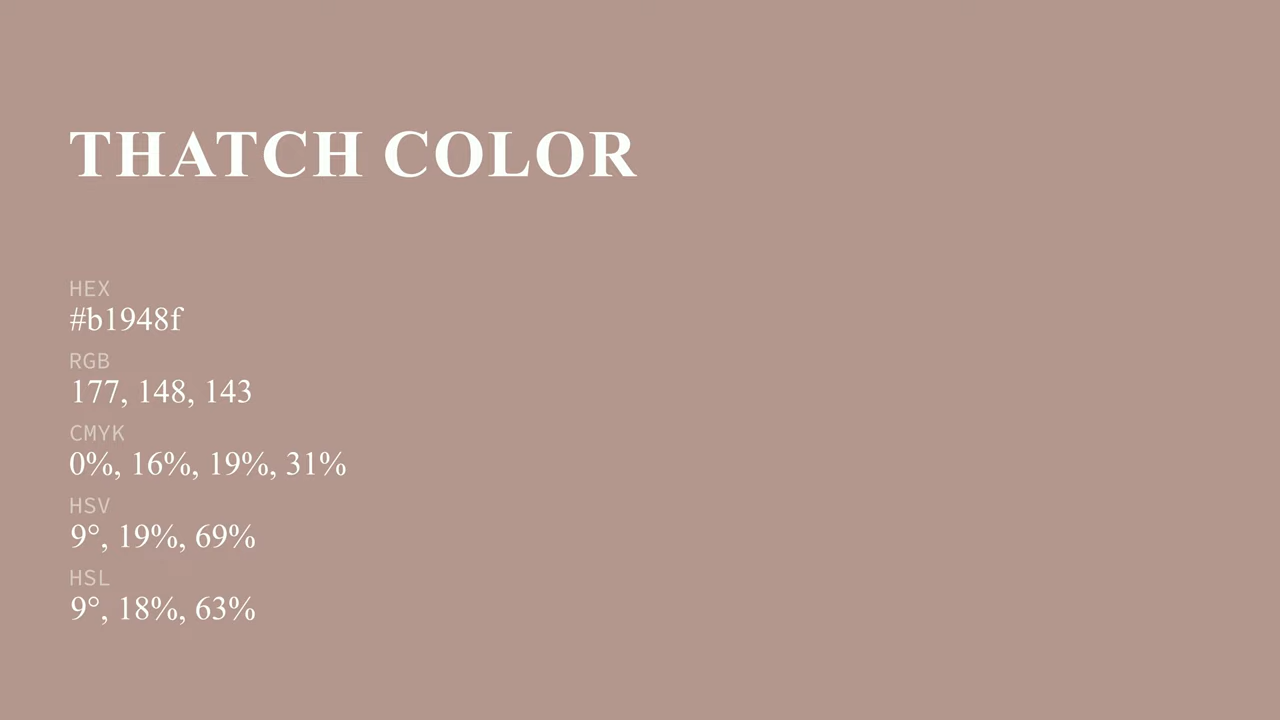 THATCH COLOR
HEX
#b1948f
RGB
177, 148, 143
CMYK
0%, 16%, 19%, 31%
HSV
9°, 19%, 69%
HSL
9°, 18%, 63%